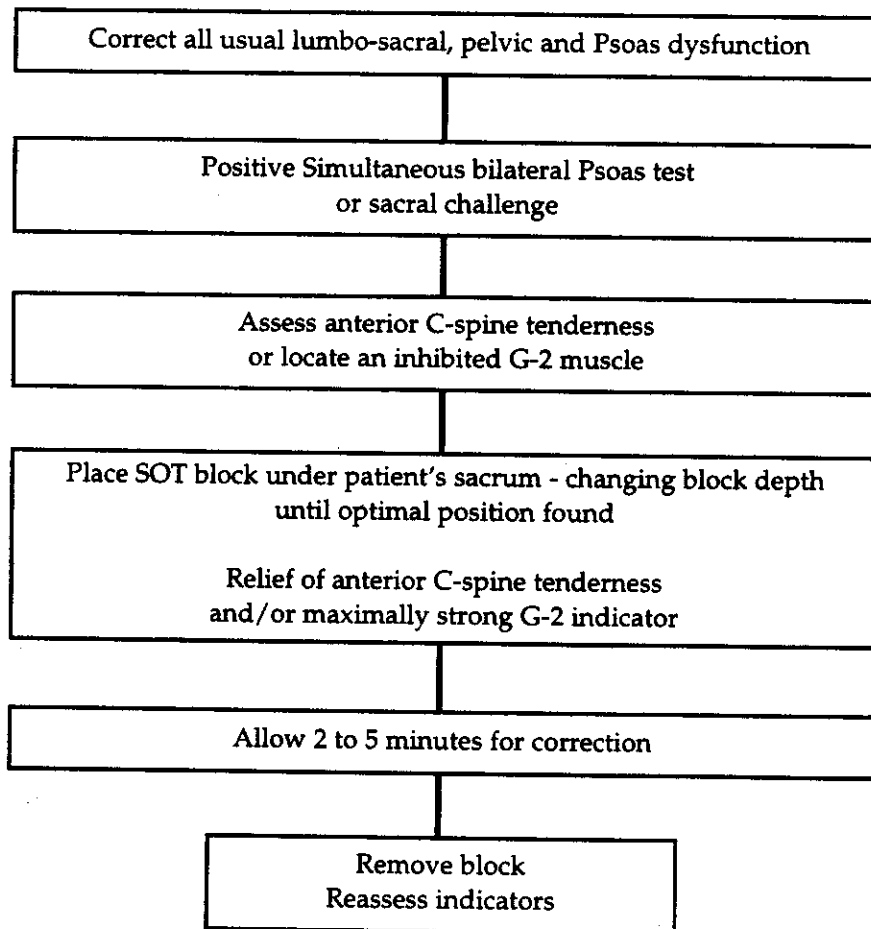 Correct all usual lumbo-sacral, pelvic and Psoas dysfunction
Positive Simultaneous bilateral Psoas test
or sacral challenge
Assess anterior C-spine tenderness
or locate an inhibited G-2 muscle
Place SOT block under patient's sacrum - changing block depth
until optimal position found
Relief of anterior C-spine tenderness
and/or maximally strong G-2 indicator
Allow 2 to 5 minutes for correction
Remove block
Reassess indicators